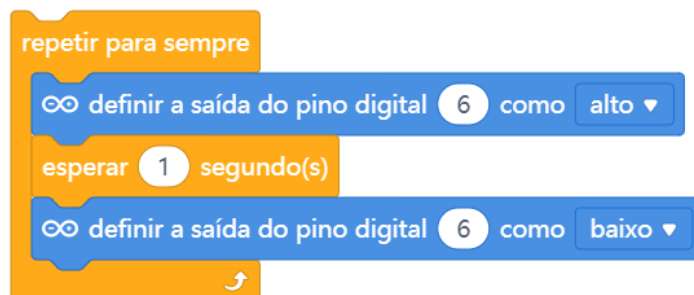 repetir para sempre
definir a saída do pino digital 6 como alto
esperar 1 segundo(s)
definir a saída do pino digital 6 como baixo